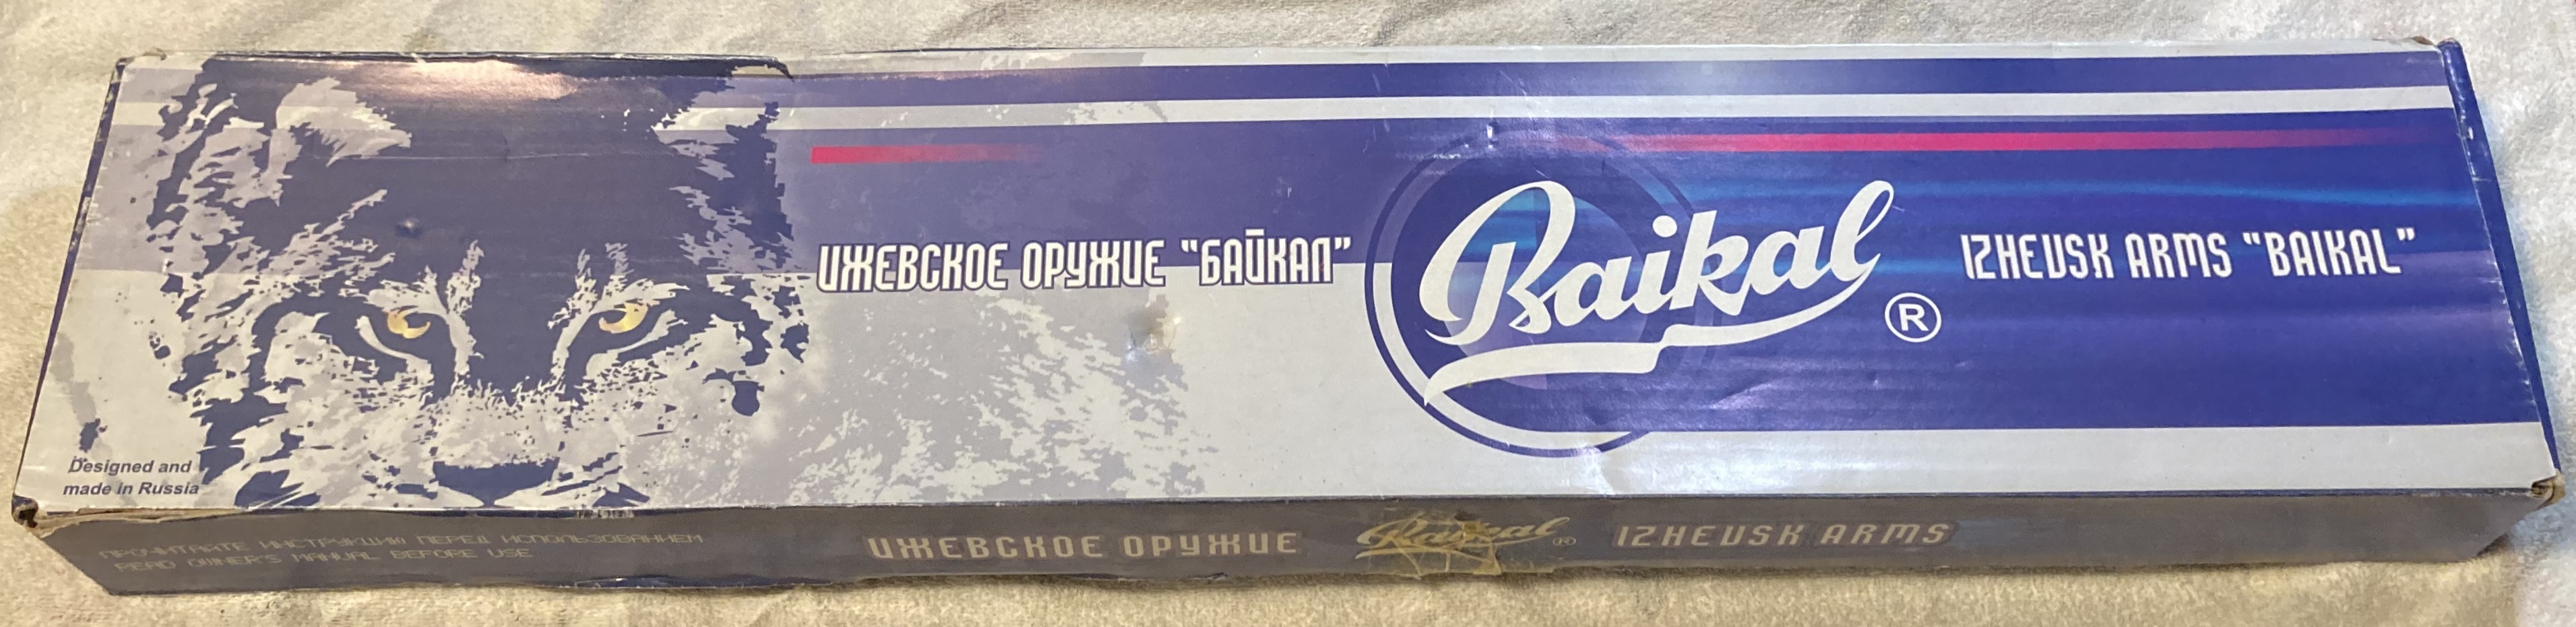 ИЖЕВСКОЕ ОРУЖИЕ “БАЙКАЛ”
Baikal ®
IZHEVSK ARMS “BAIKAL”
Designed and
made in Russia
ПРОЧИТАЙТЕ ИНСТРУКЦИЮ ПЕРЕД ИСПОЛЬЗОВАНИЕМ
READ OWNER'S MANUAL BEFORE USE
ИЖЕВСКОЕ ОРУЖИЕ
Baikal ®
IZHEVSK ARMS